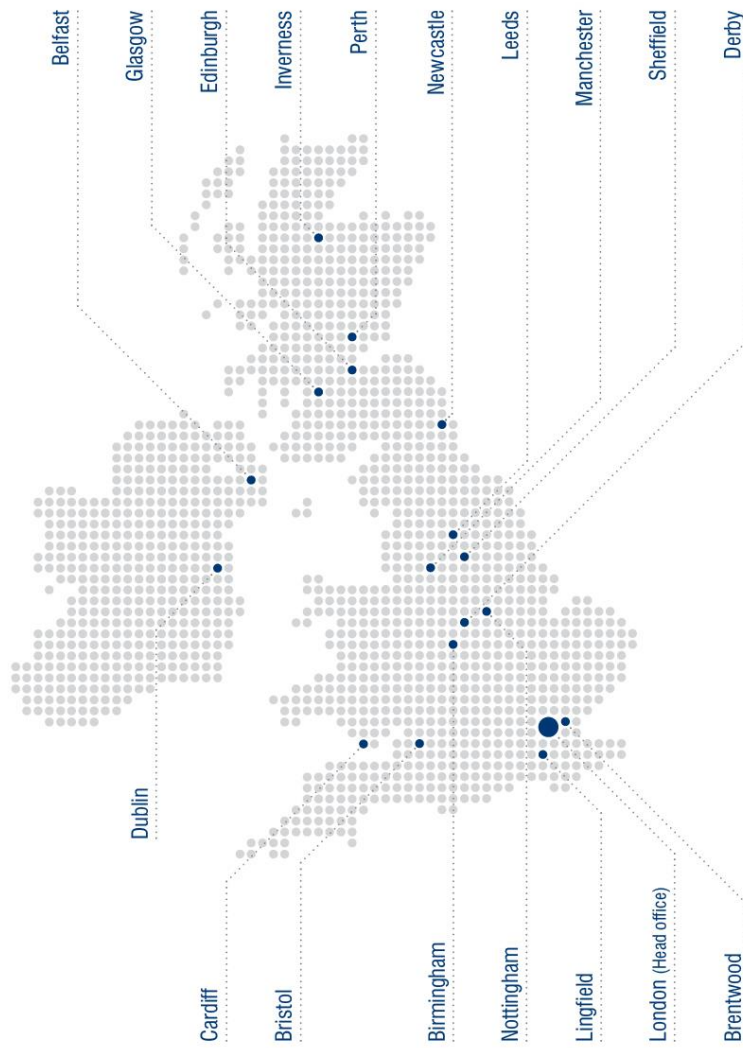 Belfast
Glasgow
Edinburgh
Inverness
Perth
Newcastle
Leeds
Manchester
Sheffield
Derby
Dublin
Cardiff
Bristol
Birmingham
Nottingham
Lingfield
London (Head office)
Brentwood